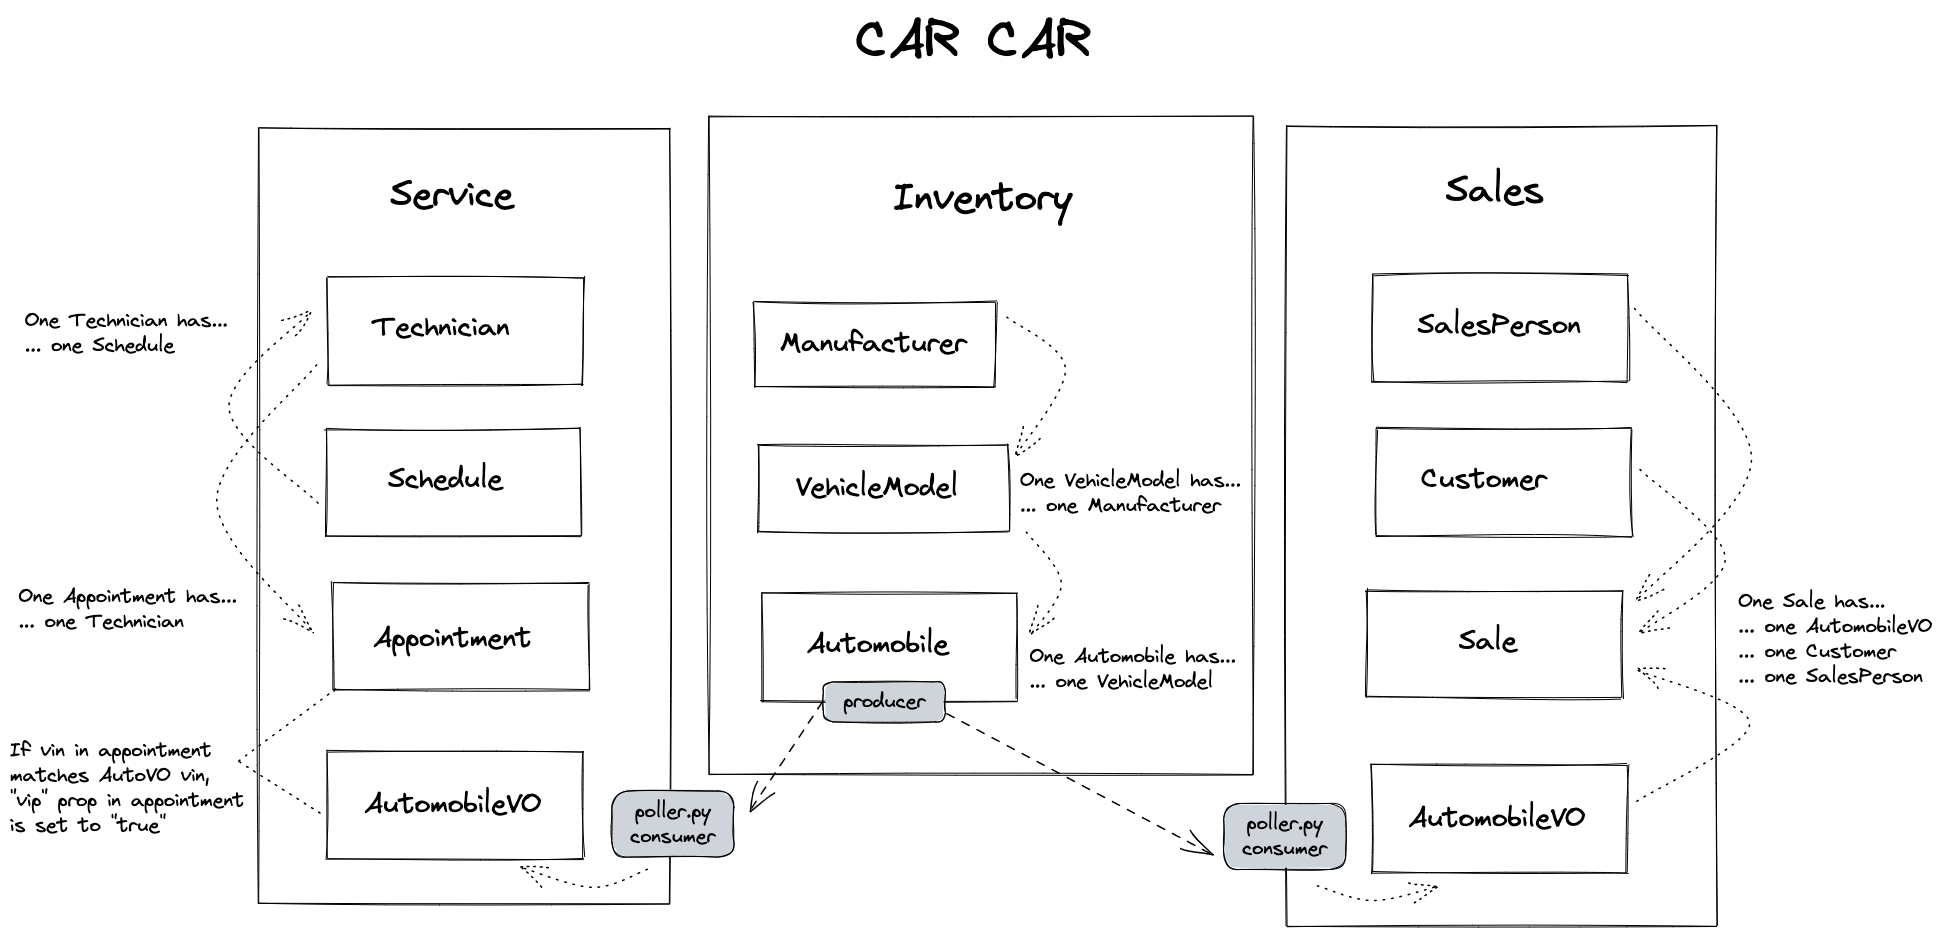 CAR CAR
Service
One Technician has...
... one Schedule
Technician
Schedule
One Appointment has...
... one Technician
Appointment
If vin in appointment
matches AutoVO vin,
"vip" prop in appointment
is set to "true"
AutomobileVO
poller.py
consumer
Inventory
Manufacturer
VehicleModel
One VehicleModel has...
... one Manufacturer
Automobile
One Automobile has...
... one VehicleModel
producer
Sales
SalesPerson
Customer
Sale
One Sale has...
... one AutomobileVO
... one Customer
... one SalesPerson
poller.py
consumer
AutomobileVO